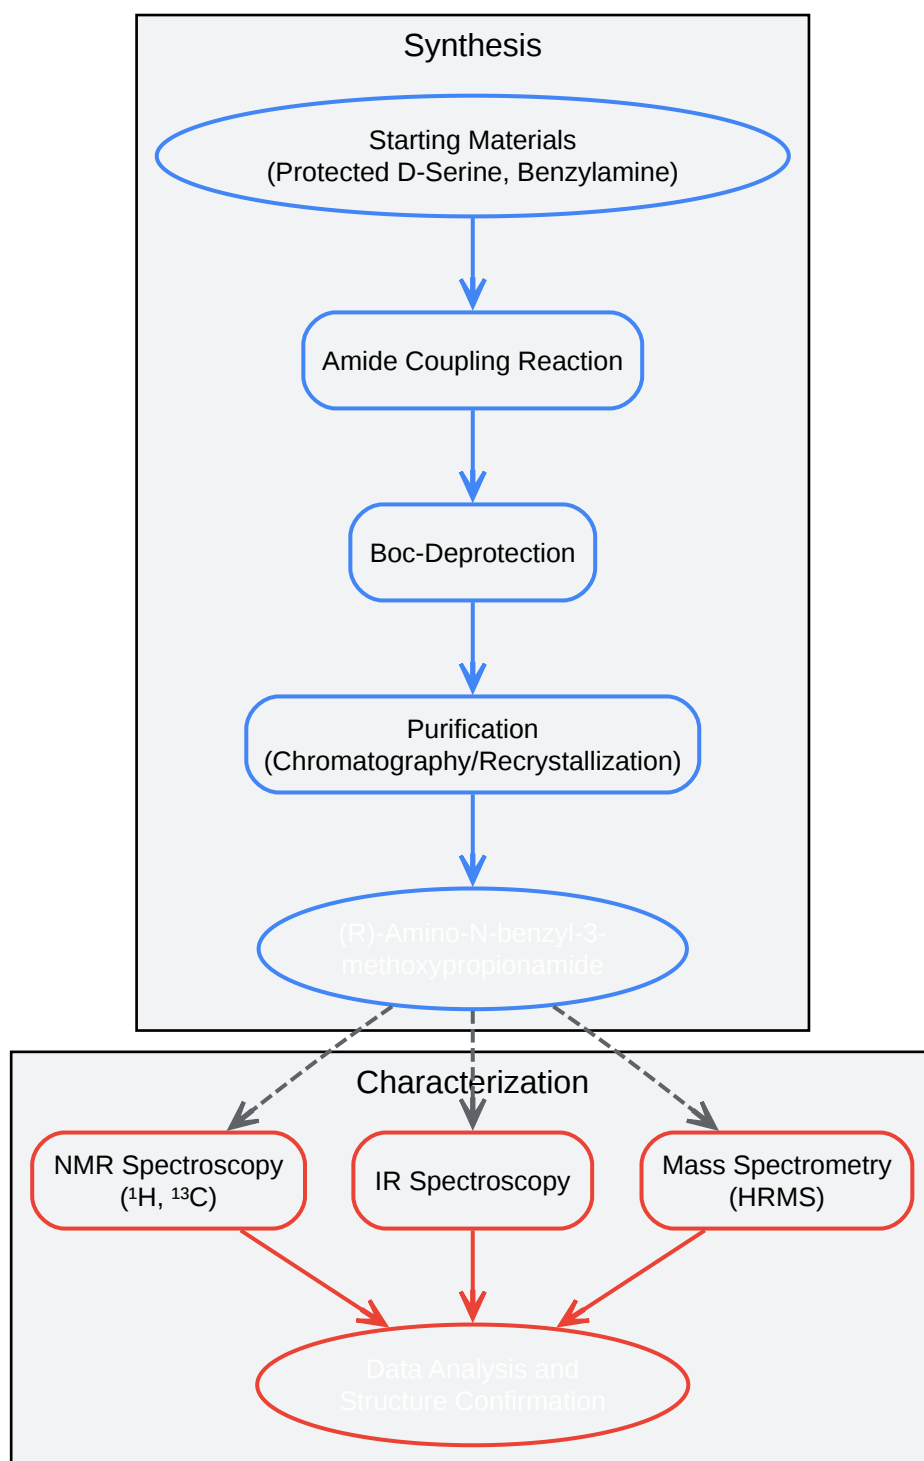 Synthesis
Starting Materials
(Protected D-Serine, Benzylamine)
Amide Coupling Reaction
Boc-Deprotection
Purification
(Chromatography/Recrystallization)
(R)-Amino-N-benzyl-3-
methoxypropionamide
Characterization
NMR Spectroscopy
(¹H, ¹³C)
IR Spectroscopy
Mass Spectrometry
(HRMS)
Data Analysis and
Structure Confirmation